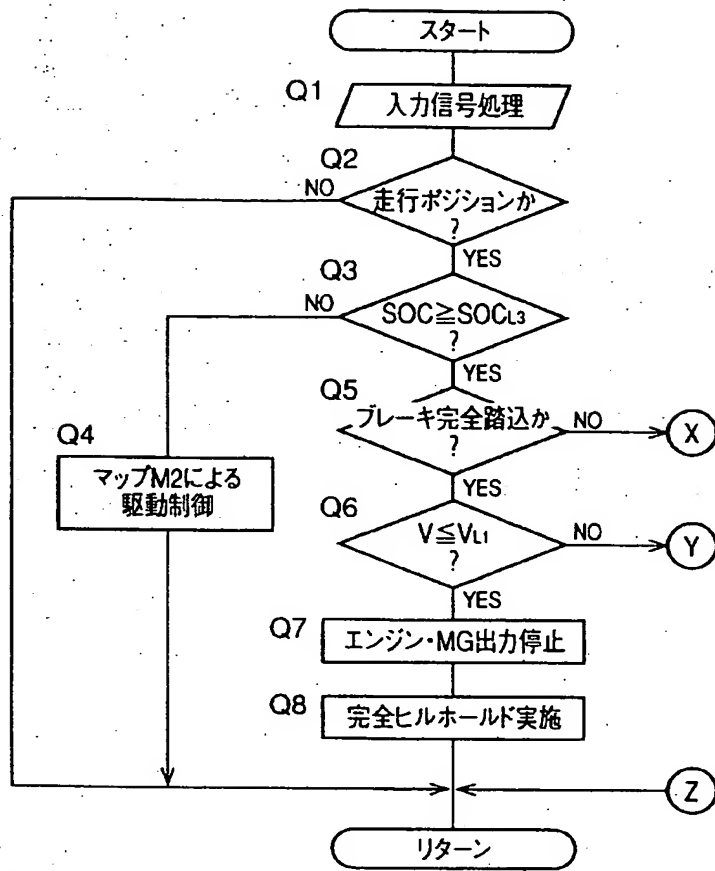 スタート
Q1
入力信号処理
Q2
NO
走行ポジションか
?
YES
Q3
NO
SOC≧SOCL3
?
YES
Q5
ブレーキ完全踏込か
?
NO
X
YES
Q4
マップM2による
駆動制御
Q6
V≦VL1
?
NO
Y
YES
Q7
エンジン・MG出力停止
Q8
完全ヒルホールド実施
Z
リターン